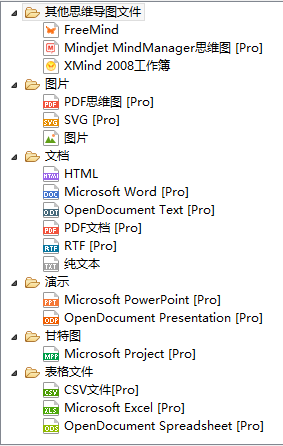 其他思维导图文件
FreeMind
Mindjet MindManager思维图 [Pro]
XMind 2008工作簿
图片
PDF思维图 [Pro]
SVG [Pro]
图片
文档
HTML
Microsoft Word [Pro]
OpenDocument Text [Pro]
PDF文档 [Pro]
RTF [Pro]
纯文本
演示
Microsoft PowerPoint [Pro]
OpenDocument Presentation [Pro]
甘特图
Microsoft Project [Pro]
表格文件
CSV文件[Pro]
Microsoft Excel [Pro]
OpenDocument Spreadsheet [Pro]